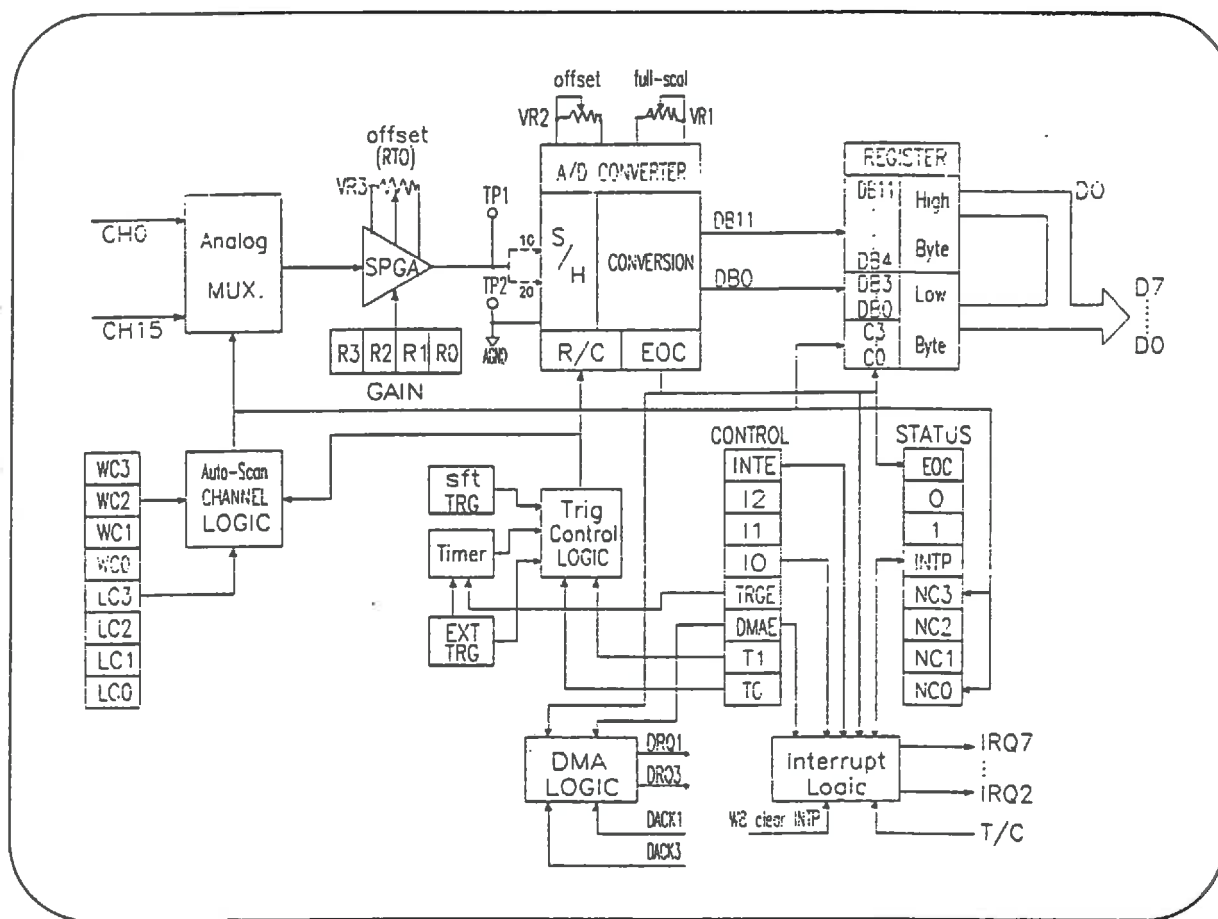 offset
full-scal
VR2
VR1
offset
(RTO)
VR3
TP1
A/D CONVERTER
REGISTER
DB11
High
D0
CH0
Analog
MUX.
SPGA
10
S/H
CONVERSION
DB11
Byte
DB4
TP2
20
DB0
DB3
Low
DB0
D7
D0
CH15
AGND
R/C
EOC
C3
C0
Byte
R3
R2
R1
R0
GAIN
CONTROL
STATUS
WC3
WC2
WC1
WC0
LC3
LC2
LC1
LC0
Auto-Scan
CHANNEL
LOGIC
sft
TRG
Timer
EXT
TRG
Trig
Control
LOGIC
INTE
I2
I1
I0
TRGE
DMAE
T1
T0
EOC
0
1
INTP
NC3
NC2
NC1
NC0
DMA
LOGIC
DRQ1
DRQ3
DACK1
DACK3
interrupt
Logic
IRQ7
IRQ2
clear INTP
T/C